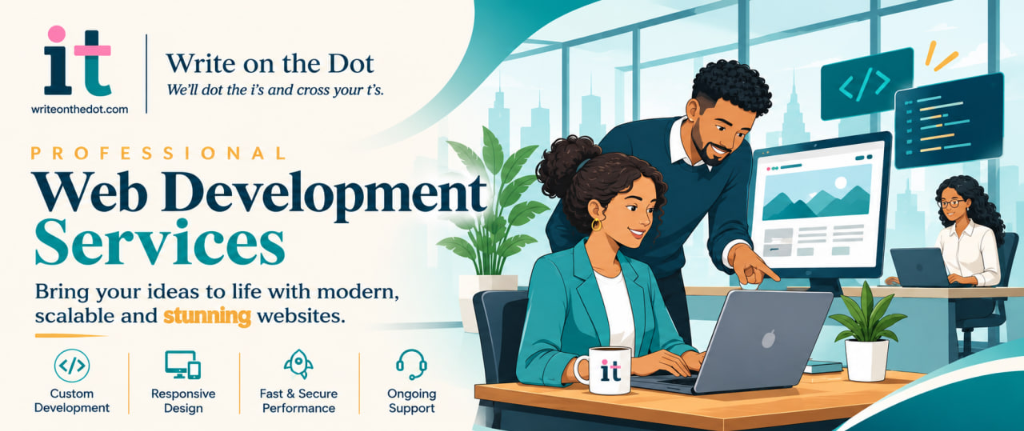 it
writeonthedot.com
Write on the Dot
We'll dot the i's and cross your t's.
PROFESSIONAL
Web Development
Services
Bring your ideas to life with modern,
scalable and stunning websites.
</>
Custom
Development
Responsive
Design
Fast & Secure
Performance
Ongoing
Support
it
</>